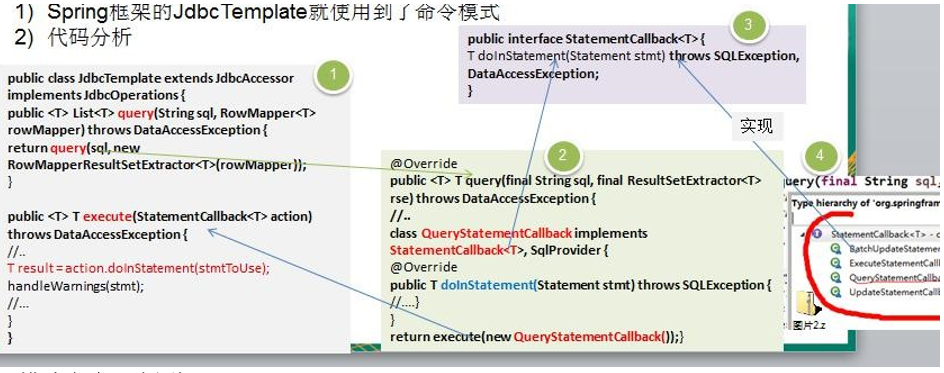 1) Spring框架的JdbcTemplate就使用到了命令模式
2) 代码分析
1
public class JdbcTemplate extends JdbcAccessor
implements JdbcOperations {
public <T> List<T> query(String sql, RowMapper<T>
rowMapper) throws DataAccessException {
return query(sql, new
RowMapperResultSetExtractor<T>(rowMapper));
}
public <T> T execute(StatementCallback<T> action)
throws DataAccessException {
//..
T result = action.doInStatement(stmtToUse);
handleWarnings(stmt);
//...
}
}
2
@Override
public <T> T query(final String sql, final ResultSetExtractor<T>
rse) throws DataAccessException {
//..
class QueryStatementCallback implements
StatementCallback<T>, SqlProvider {
@Override
public T doInStatement(Statement stmt) throws SQLException {
//....}
}
return execute(new QueryStatementCallback());}
3
public interface StatementCallback<T> {
T doInStatement(Statement stmt) throws SQLException,
DataAccessException;
}
实现
4
uery(final String sql,
Type hierarchy of 'org.springfram
StatementCallback<T> - o
BatchUpdateStatemen
ExecuteStatementCall
QueryStatementCallba
UpdateStatementCall
图片2.z